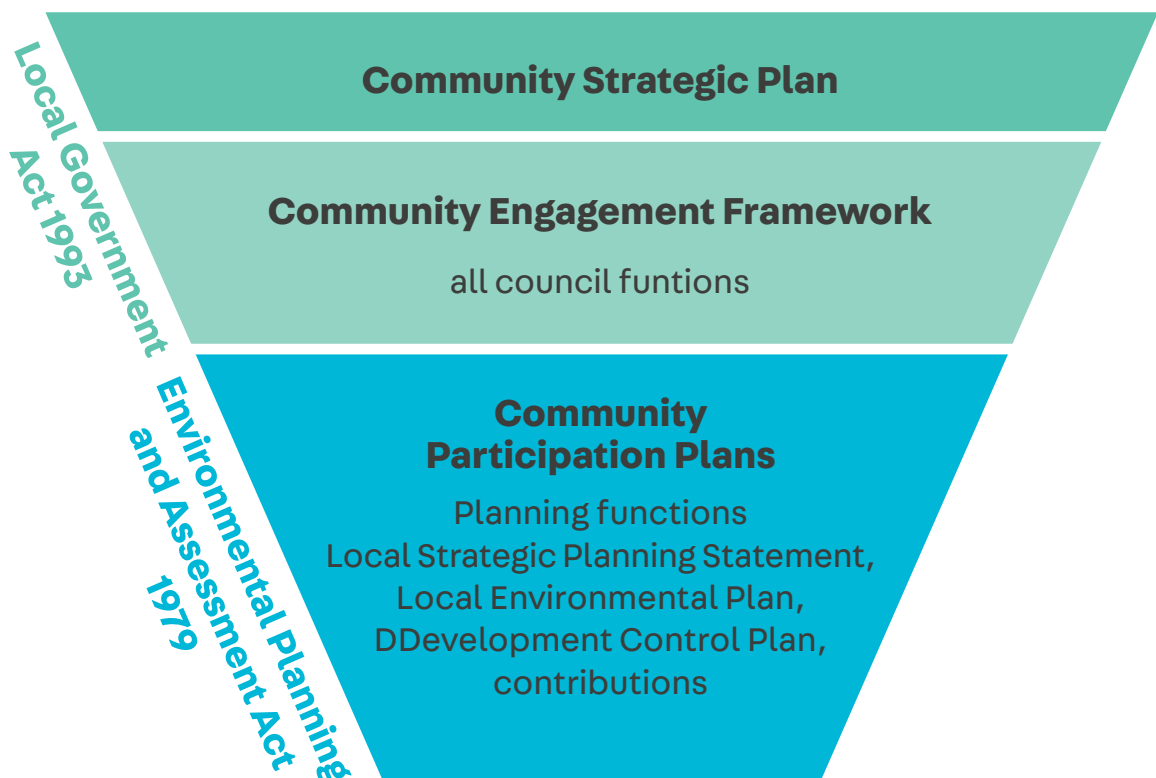 Community Strategic Plan
Local Government
Act 1993
Community Engagement Framework
all council funtions
Environmental Planning
and Assessment Act
1979
Community
Participation Plans
Planning functions
Local Strategic Planning Statement,
Local Environmental Plan,
DDevelopment Control Plan,
contributions